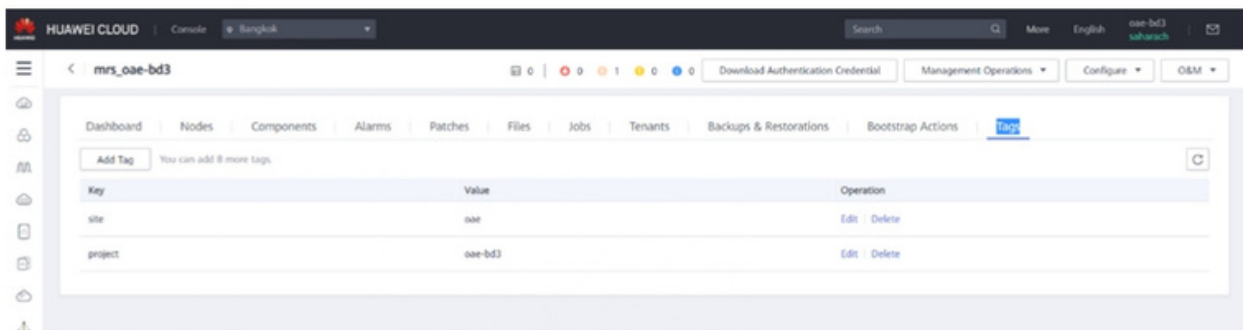 HUAWEI CLOUD Console Bangkok Search More English oae-bd3
saharach
mrs_oae-bd3 0 0 1 0 0 Download Authentication Credential Management Operations Configure O&M
Dashboard Nodes Components Alarms Patches Files Jobs Tenants Backups & Restorations Bootstrap Actions Tags
Add Tag You can add 8 more tags.
Key Value Operation
site oae Edit Delete
project oae-bd3 Edit Delete